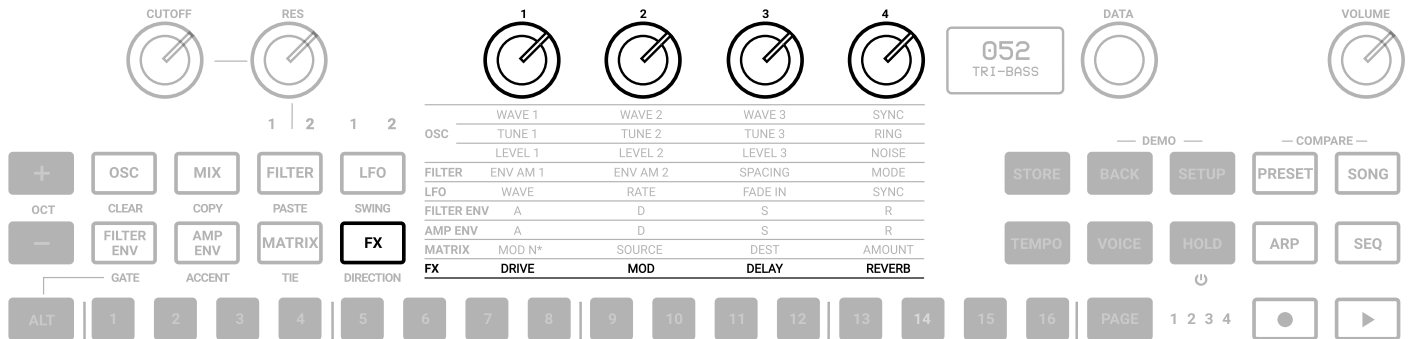 CUTOFF RES 1 2 3 4 DATA VOLUME
052
TRI-BASS
WAVE 1 WAVE 2 WAVE 3 SYNC
1 2 1 2
OSC TUNE 1 TUNE 2 TUNE 3 RING
DEMO COMPARE
LEVEL 1 LEVEL 2 LEVEL 3 NOISE
+ OSC MIX FILTER LFO
FILTER ENV AM 1 ENV AM 2 SPACING MODE
STORE BACK SETUP PRESET SONG
LFO WAVE RATE FADE IN SYNC
OCT CLEAR COPY PASTE SWING
FILTER ENV A D S R
AMP ENV A D S R
− FILTER ENV AMP ENV MATRIX FX
TEMPO VOICE HOLD ARP SEQ
MATRIX MOD N* SOURCE DEST AMOUNT
FX DRIVE MOD DELAY REVERB
GATE ACCENT TIE DIRECTION
ALT 1 2 3 4 5 6 7 8 9 10 11 12 13 14 15 16 PAGE 1 2 3 4